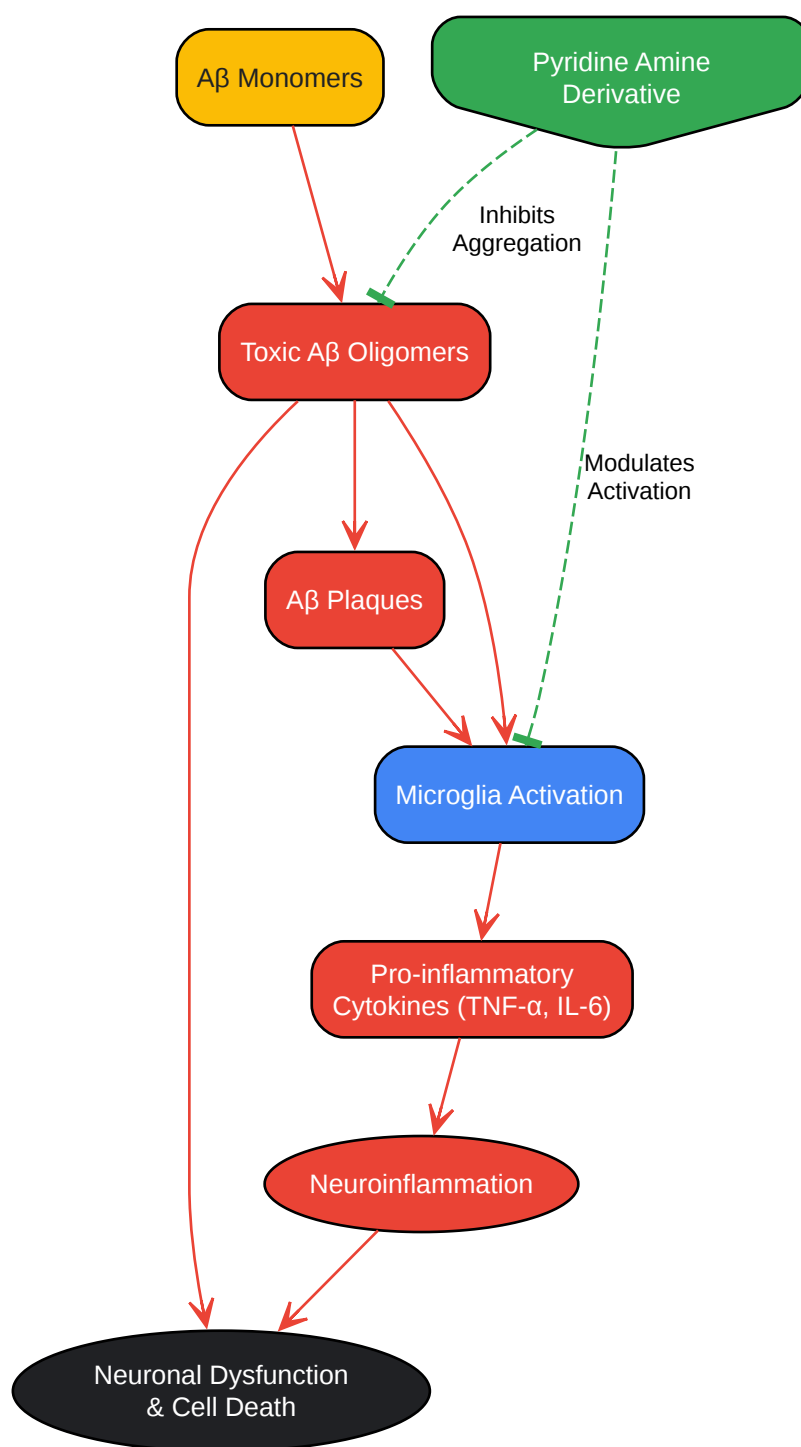 Aβ Monomers
Pyridine Amine
Derivative
Inhibits
Aggregation
Toxic Aβ Oligomers
Modulates
Activation
Aβ Plaques
Microglia Activation
Pro-inflammatory
Cytokines (TNF-α, IL-6)
Neuroinflammation
Neuronal Dysfunction
& Cell Death